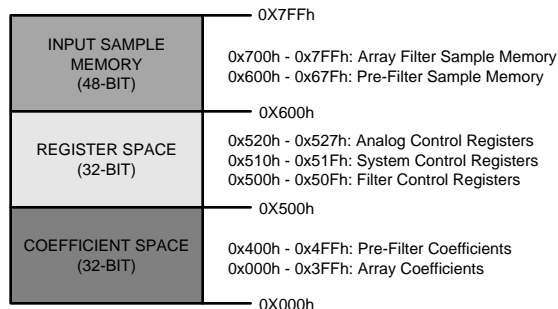 0X7FFh
INPUT SAMPLE
MEMORY
(48-BIT)
0x700h - 0x7FFh: Array Filter Sample Memory
0x600h - 0x67Fh: Pre-Filter Sample Memory
0X600h
REGISTER SPACE
(32-BIT)
0x520h - 0x527h: Analog Control Registers
0x510h - 0x51Fh: System Control Registers
0x500h - 0x50Fh: Filter Control Registers
0X500h
COEFFICIENT SPACE
(32-BIT)
0x400h - 0x4FFh: Pre-Filter Coefficients
0x000h - 0x3FFh: Array Coefficients
0X000h